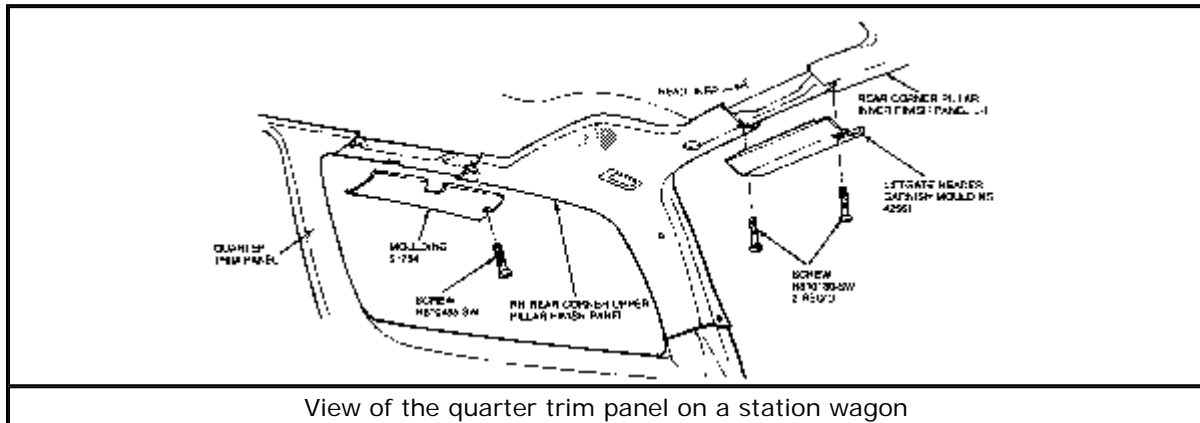 REAR CORNER PILLAR
INNER FINISH PANEL
LIFTGATE HEADER
GARNISH MOULDING
QUARTER
TRIM PANEL
MOULDING
SCREW
RH REAR CORNER UPPER
PILLAR FINISH PANEL
SCREW
2 REQ'D
View of the quarter trim panel on a station wagon